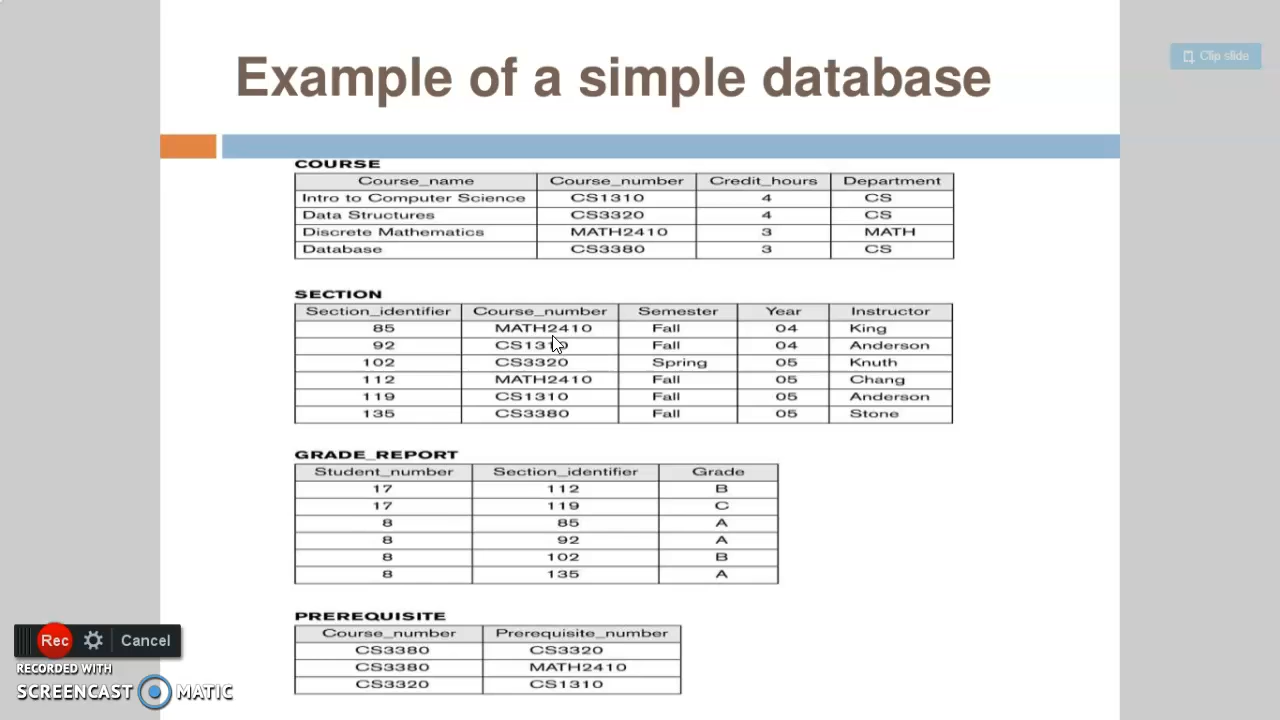 Example of a simple database
Clip slide
COURSE
Course_name Course_number Credit_hours Department
Intro to Computer Science CS1310 4 CS
Data Structures CS3320 4 CS
Discrete Mathematics MATH2410 3 MATH
Database CS3380 3 CS
SECTION
Section_identifier Course_number Semester Year Instructor
85 MATH2410 Fall 04 King
92 CS1310 Fall 04 Anderson
102 CS3320 Spring 05 Knuth
112 MATH2410 Fall 05 Chang
119 CS1310 Fall 05 Anderson
135 CS3380 Fall 05 Stone
GRADE_REPORT
Student_number Section_identifier Grade
17 112 B
17 119 C
8 85 A
8 92 A
8 102 B
8 135 A
PREREQUISITE
Course_number Prerequisite_number
CS3380 CS3320
CS3380 MATH2410
CS3320 CS1310
Rec Cancel
RECORDED WITH
SCREENCAST MATIC